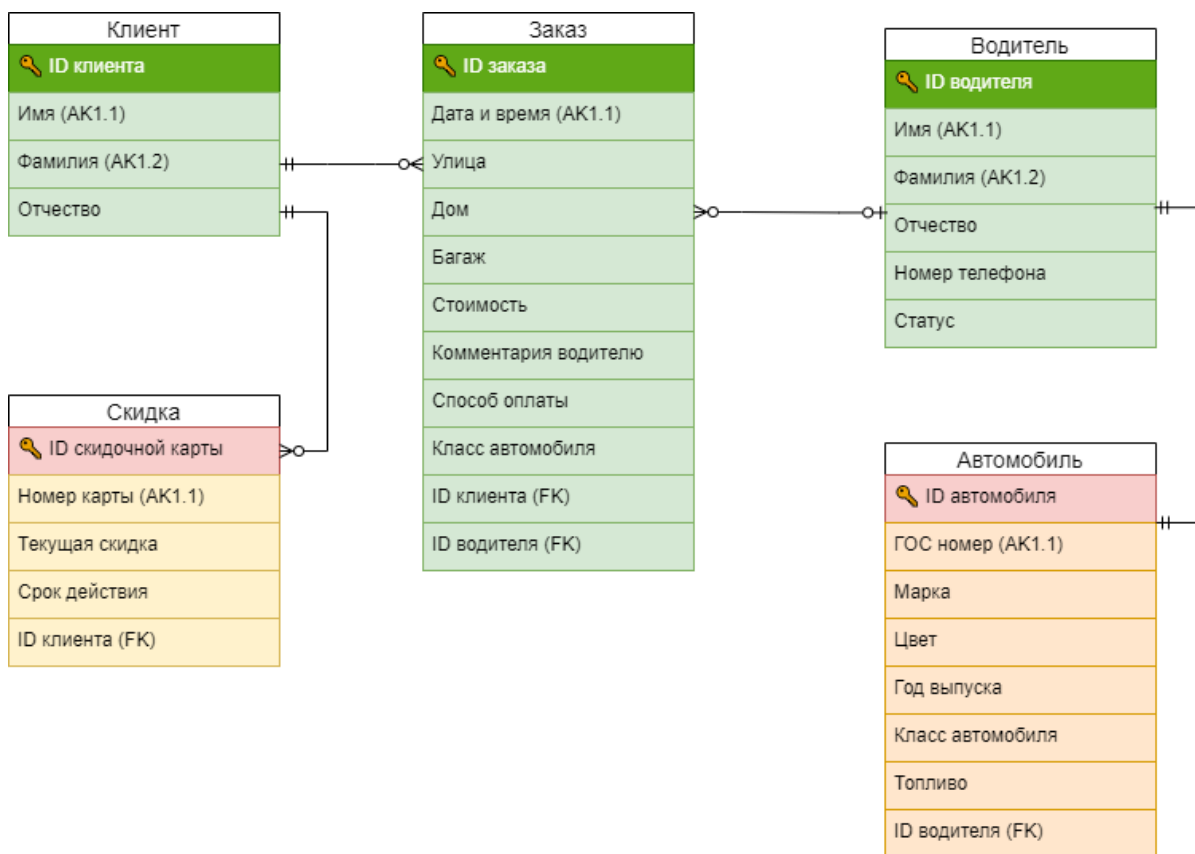 Клиент
ID клиента
Имя (AK1.1)
Фамилия (AK1.2)
Отчество
Заказ
ID заказа
Дата и время (AK1.1)
Улица
Дом
Багаж
Стоимость
Комментария водителю
Способ оплаты
Класс автомобиля
ID клиента (FK)
ID водителя (FK)
Водитель
ID водителя
Имя (AK1.1)
Фамилия (AK1.2)
Отчество
Номер телефона
Статус
Скидка
ID скидочной карты
Номер карты (AK1.1)
Текущая скидка
Срок действия
ID клиента (FK)
Автомобиль
ID автомобиля
ГОС номер (AK1.1)
Марка
Цвет
Год выпуска
Класс автомобиля
Топливо
ID водителя (FK)